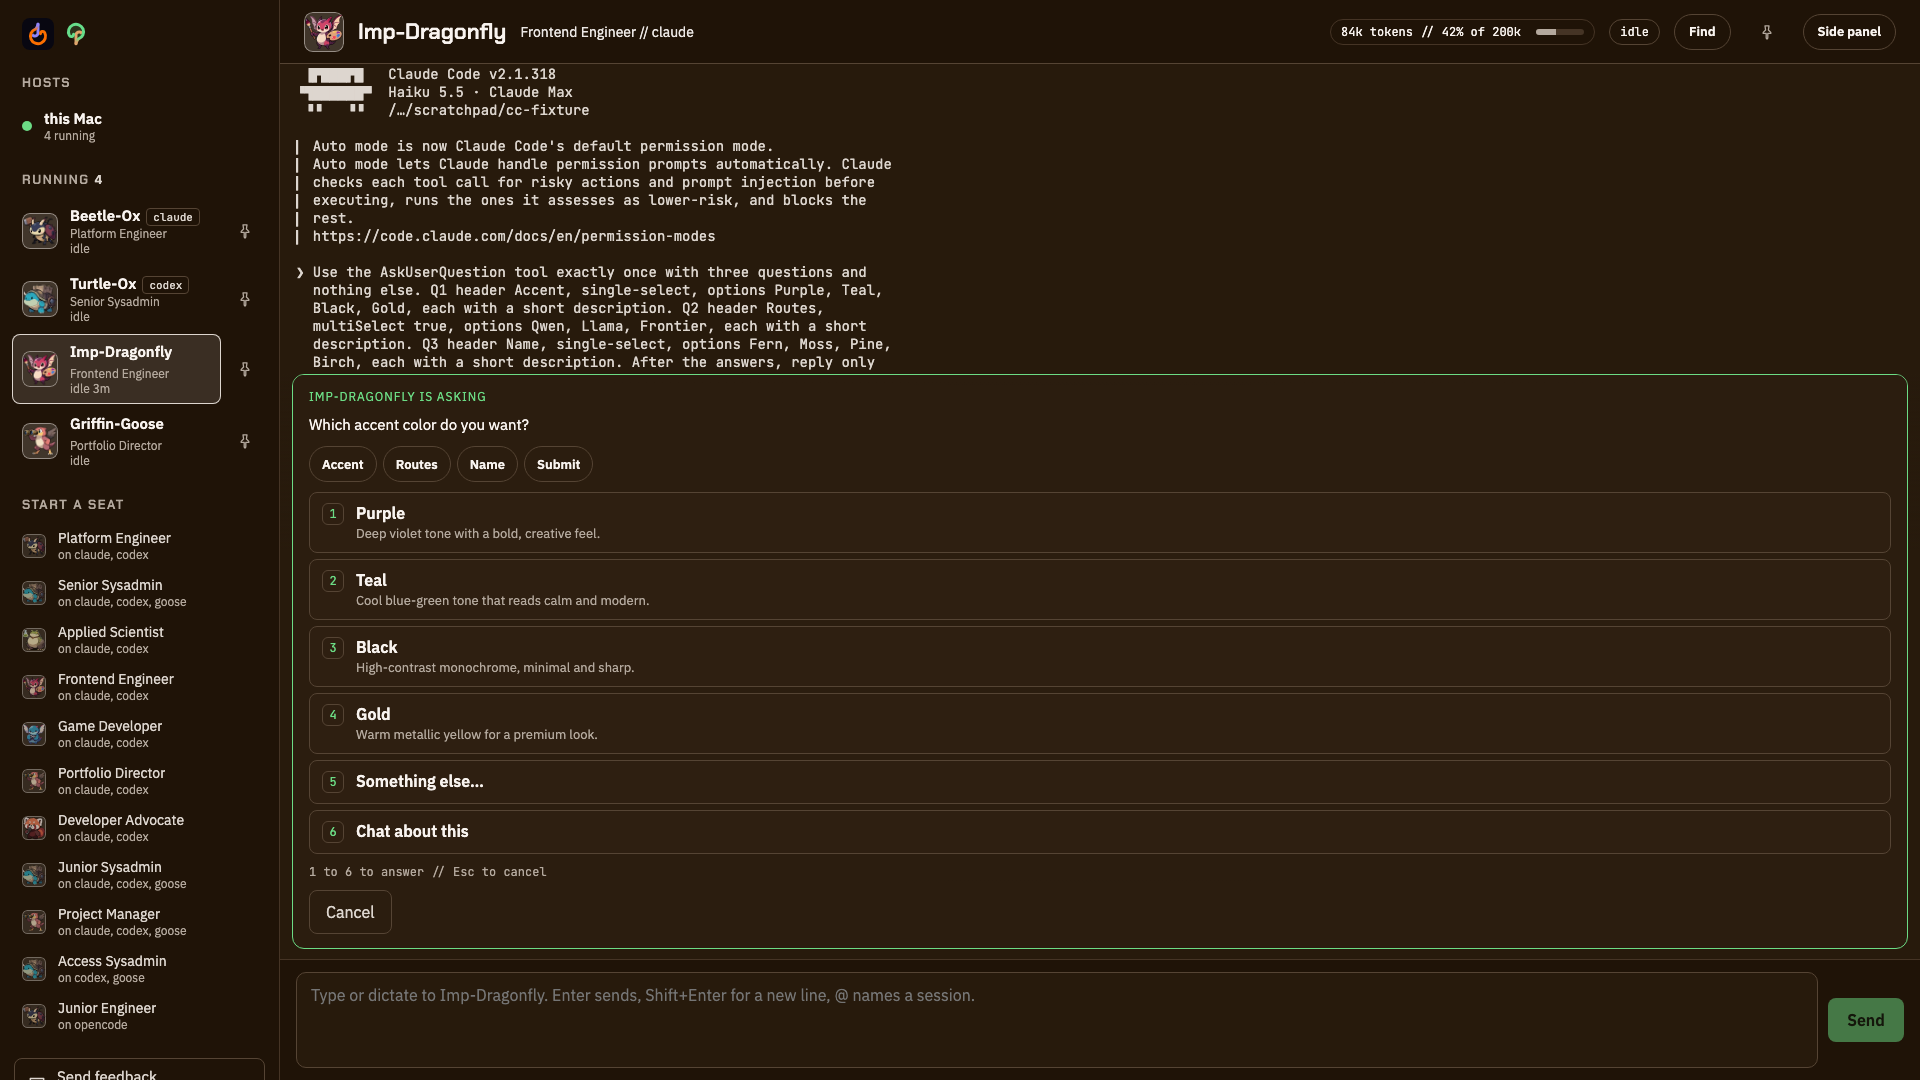 HOSTS
this Mac
4 running
RUNNING 4
Beetle-Ox claude
Platform Engineer
idle
Turtle-Ox codex
Senior Sysadmin
idle
Imp-Dragonfly
Frontend Engineer
idle 3m
Griffin-Goose
Portfolio Director
idle
START A SEAT
Platform Engineer
on claude, codex
Senior Sysadmin
on claude, codex, goose
Applied Scientist
on claude, codex
Frontend Engineer
on claude, codex
Game Developer
on claude, codex
Portfolio Director
on claude, codex
Developer Advocate
on claude, codex
Junior Sysadmin
on claude, codex, goose
Project Manager
on claude, codex, goose
Access Sysadmin
on codex, goose
Junior Engineer
on opencode
Send feedback
Imp-Dragonfly Frontend Engineer // claude
84k tokens // 42% of 200k
idle
Find
Side panel
Claude Code v2.1.318
Haiku 5.5 · Claude Max
/…/scratchpad/cc-fixture
Auto mode is now Claude Code's default permission mode.
Auto mode lets Claude handle permission prompts automatically. Claude
checks each tool call for risky actions and prompt injection before
executing, runs the ones it assesses as lower-risk, and blocks the
rest.
https://code.claude.com/docs/en/permission-modes
❯ Use the AskUserQuestion tool exactly once with three questions and
nothing else. Q1 header Accent, single-select, options Purple, Teal,
Black, Gold, each with a short description. Q2 header Routes,
multiSelect true, options Qwen, Llama, Frontier, each with a short
description. Q3 header Name, single-select, options Fern, Moss, Pine,
Birch, each with a short description. After the answers, reply only
IMP-DRAGONFLY IS ASKING
Which accent color do you want?
Accent Routes Name Submit
1 Purple
Deep violet tone with a bold, creative feel.
2 Teal
Cool blue-green tone that reads calm and modern.
3 Black
High-contrast monochrome, minimal and sharp.
4 Gold
Warm metallic yellow for a premium look.
5 Something else...
6 Chat about this
1 to 6 to answer // Esc to cancel
Cancel
Type or dictate to Imp-Dragonfly. Enter sends, Shift+Enter for a new line, @ names a session.
Send